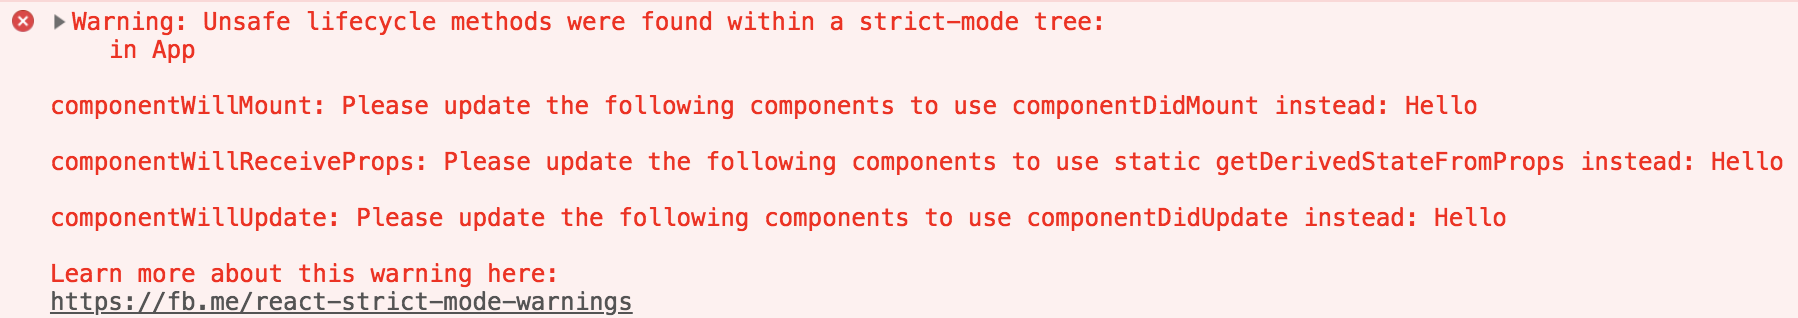 Warning: Unsafe lifecycle methods were found within a strict-mode tree:
in App
componentWillMount: Please update the following components to use componentDidMount instead: Hello
componentWillReceiveProps: Please update the following components to use static getDerivedStateFromProps instead: Hello
componentWillUpdate: Please update the following components to use componentDidUpdate instead: Hello
Learn more about this warning here:
https://fb.me/react-strict-mode-warnings